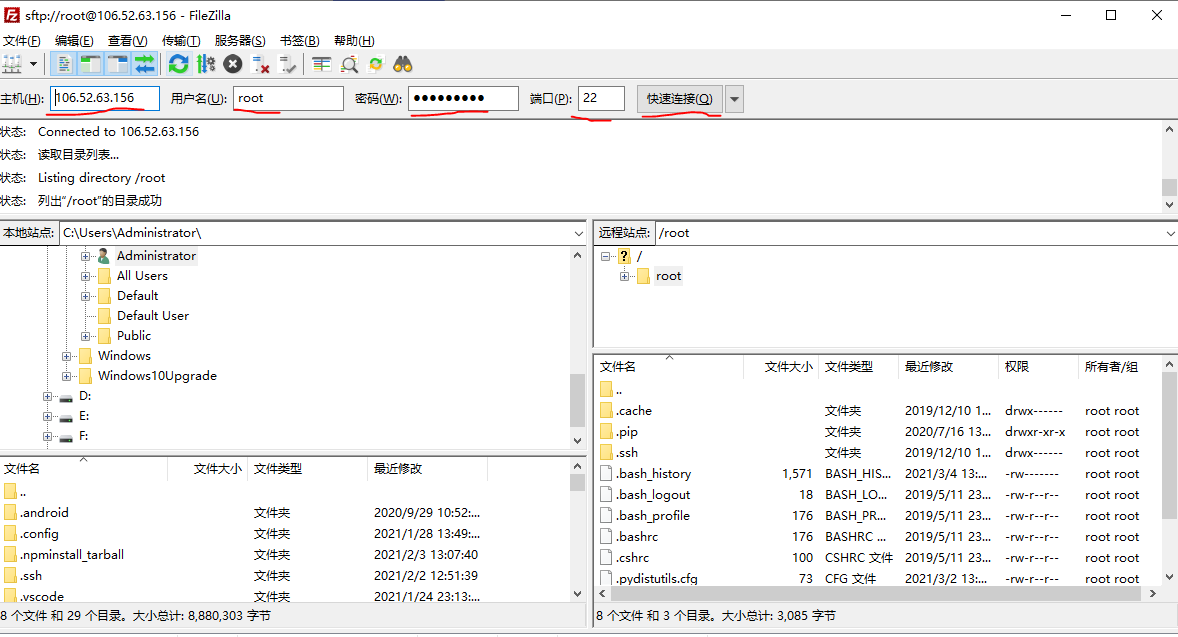 sftp://root@106.52.63.156 - FileZilla
文件(F) 编辑(E) 查看(V) 传输(T) 服务器(S) 书签(B) 帮助(H)
主机(H): 106.52.63.156 用户名(U): root 密码(W): ●●●●●●●●● 端口(P): 22 快速连接(Q)
状态: Connected to 106.52.63.156
状态: 读取目录列表...
状态: Listing directory /root
状态: 列出“/root”的目录成功
本地站点: C:\Users\Administrator\
Administrator
All Users
Default
Default User
Public
Windows
Windows10Upgrade
D:
E:
F:
文件名 文件大小 文件类型 最近修改
..
.android 文件夹 2020/9/29 10:52:...
.config 文件夹 2021/1/28 13:49:...
.npminstall_tarball 文件夹 2021/2/3 13:07:40
.ssh 文件夹 2021/2/2 12:51:39
.vscode 文件夹 2021/1/24 23:13:...
8 个文件 和 29 个目录。大小总计: 8,880,303 字节
远程站点: /root
/
root
文件名 文件大小 文件类型 最近修改 权限 所有者/组
..
.cache 文件夹 2019/12/10 1... drwx------ root root
.pip 文件夹 2020/7/16 13... drwxr-xr-x root root
.ssh 文件夹 2019/12/10 1... drwx------ root root
.bash_history 1,571 BASH_HIS... 2021/3/4 13:... -rw------- root root
.bash_logout 18 BASH_LO... 2019/5/11 23... -rw-r--r-- root root
.bash_profile 176 BASH_PR... 2019/5/11 23... -rw-r--r-- root root
.bashrc 176 BASHRC ... 2019/5/11 23... -rw-r--r-- root root
.cshrc 100 CSHRC 文件 2019/5/11 23... -rw-r--r-- root root
.pydistutils.cfg 73 CFG 文件 2021/3/2 13:... -rw-r--r-- root root
8 个文件 和 3 个目录。大小总计: 3,085 字节